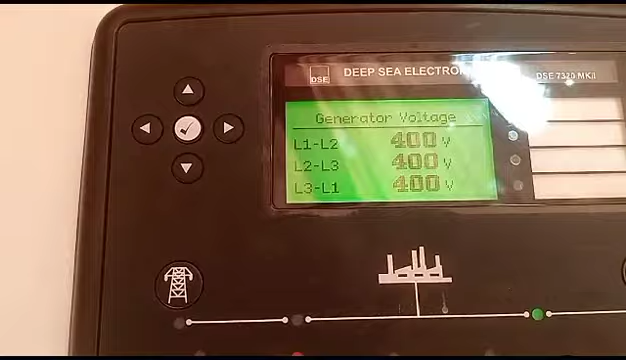 DSE
DEEP SEA ELECTRON
DSE 7320 MKII
Generator Voltage
L1-L2 400 V
L2-L3 400 V
L3-L1 400 V